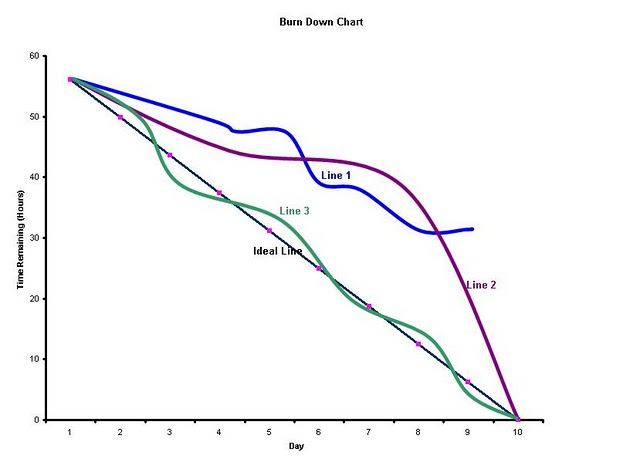 Burn Down Chart
60
50
40
30
20
10
0
Time Remaining (Hours)
Line 1
Line 3
Ideal Line
Line 2
1 2 3 4 5 6 7 8 9 10
Day